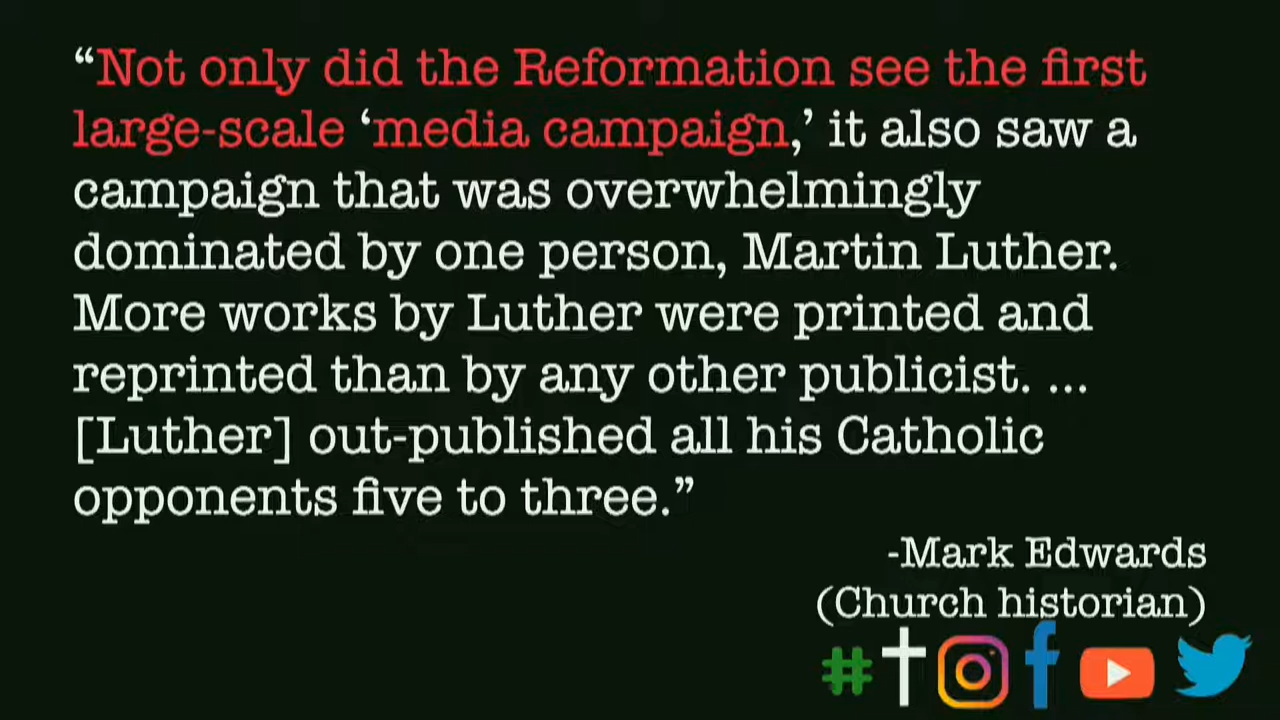 “Not only did the Reformation see the first
large-scale ‘media campaign,’ it also saw a
campaign that was overwhelmingly
dominated by one person, Martin Luther.
More works by Luther were printed and
reprinted than by any other publicist. ...
[Luther] out-published all his Catholic
opponents five to three.”
-Mark Edwards
(Church historian)
#